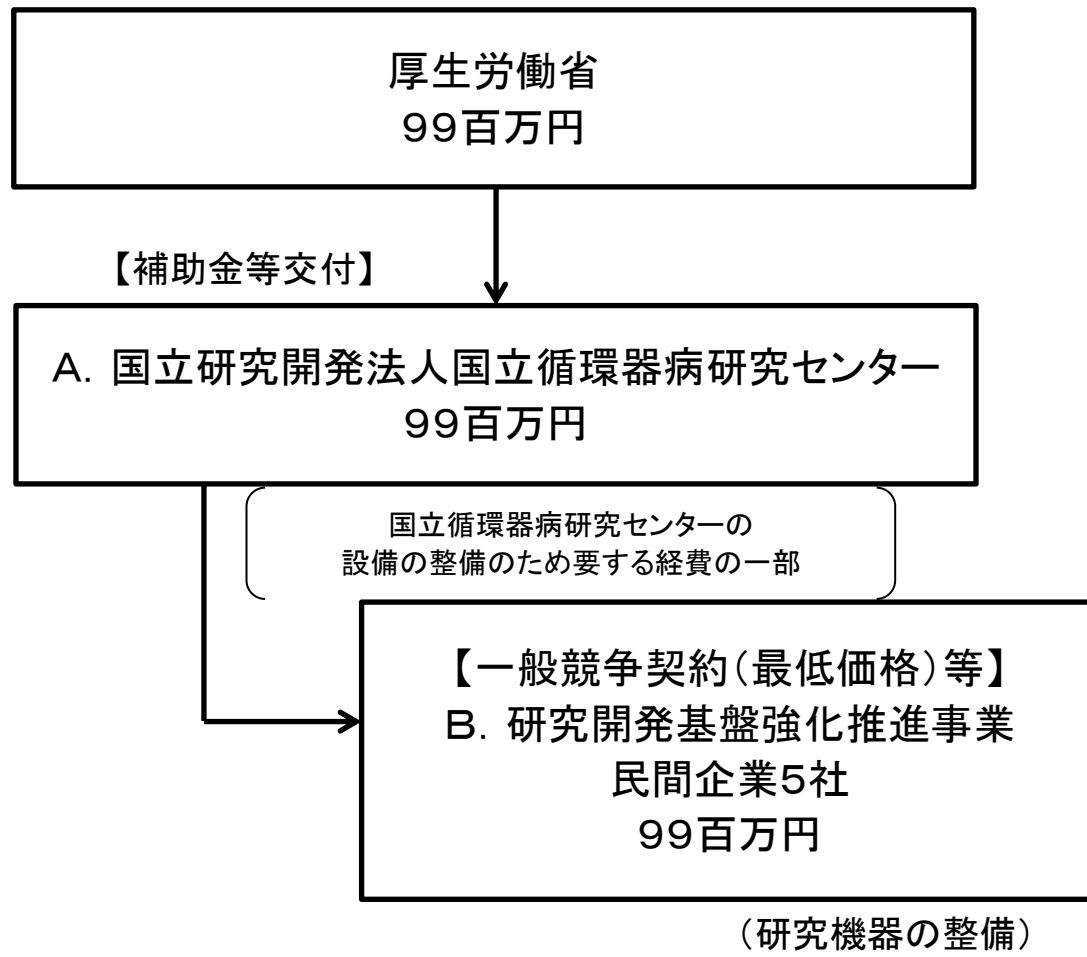 厚生労働省
99百万円
【補助金等交付】
A．国立研究開発法人国立循環器病研究センター
99百万円
国立循環器病研究センターの
設備の整備のため要する経費の一部
【一般競争契約（最低価格）等】
B．研究開発基盤強化推進事業
民間企業5社
99百万円
（研究機器の整備）